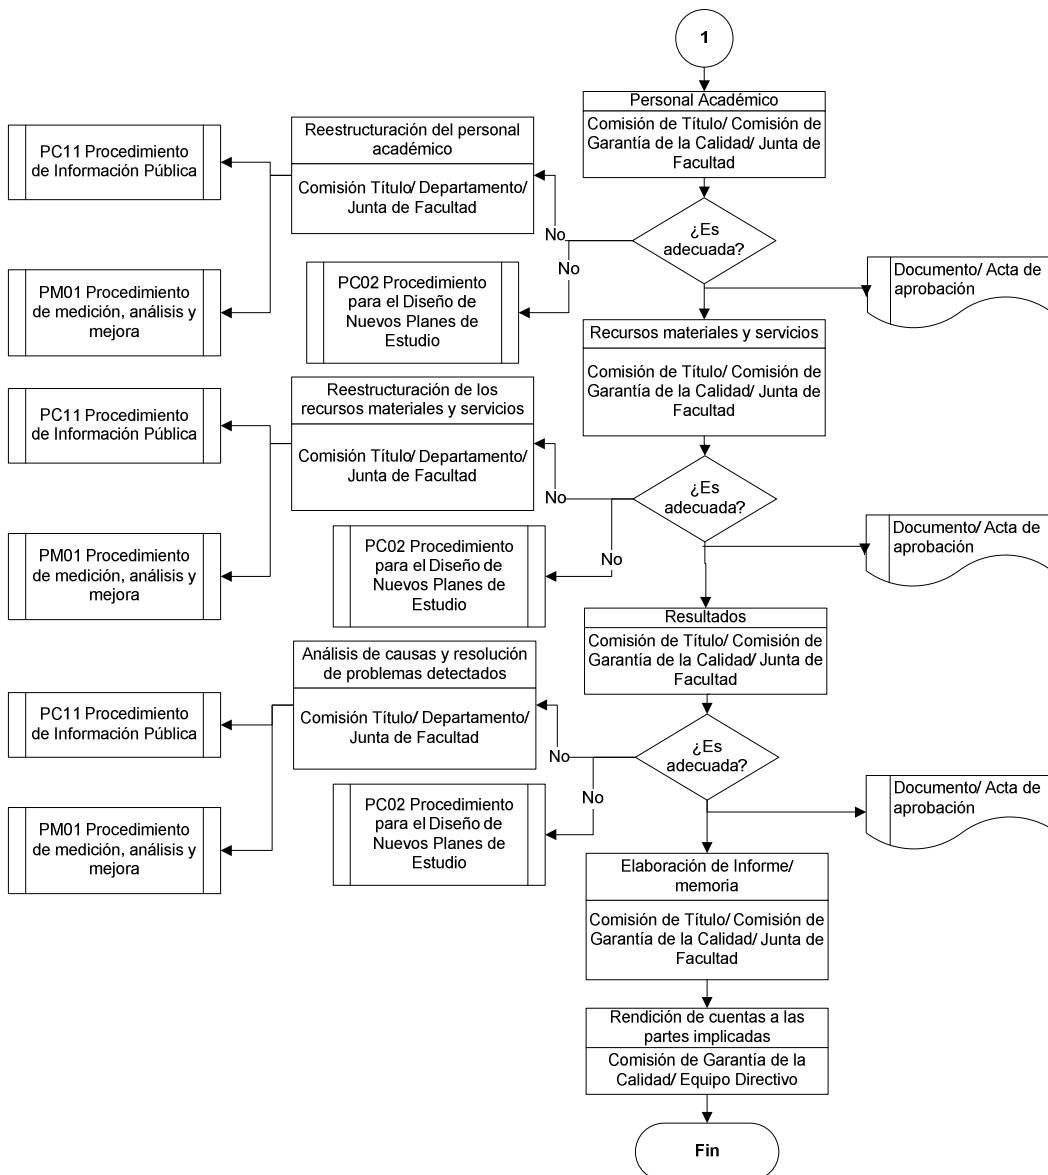 1
Personal Académico
Comisión de Título/ Comisión de
Garantía de la Calidad/ Junta de
Facultad
Reestructuración del personal
académico
Comisión Título/ Departamento/
Junta de Facultad
PC11 Procedimiento
de Información Pública
¿Es
adecuada?
No
No
PC02 Procedimiento
para el Diseño de
Nuevos Planes de
Estudio
PM01 Procedimiento
de medición, análisis y
mejora
Documento/ Acta de
aprobación
Recursos materiales y servicios
Comisión de Título/ Comisión de
Garantía de la Calidad/ Junta de
Facultad
Reestructuración de los
recursos materiales y servicios
Comisión Título/ Departamento/
Junta de Facultad
PC11 Procedimiento
de Información Pública
¿Es
adecuada?
No
No
PC02 Procedimiento
para el Diseño de
Nuevos Planes de
Estudio
PM01 Procedimiento
de medición, análisis y
mejora
Documento/ Acta de
aprobación
Resultados
Comisión de Título/ Comisión de
Garantía de la Calidad/ Junta de
Facultad
Análisis de causas y resolución
de problemas detectados
Comisión Título/ Departamento/
Junta de Facultad
PC11 Procedimiento
de Información Pública
¿Es
adecuada?
No
No
PC02 Procedimiento
para el Diseño de
Nuevos Planes de
Estudio
PM01 Procedimiento
de medición, análisis y
mejora
Documento/ Acta de
aprobación
Elaboración de Informe/
memoria
Comisión de Título/ Comisión de
Garantía de la Calidad/ Junta de
Facultad
Rendición de cuentas a las
partes implicadas
Comisión de Garantía de la
Calidad/ Equipo Directivo
Fin